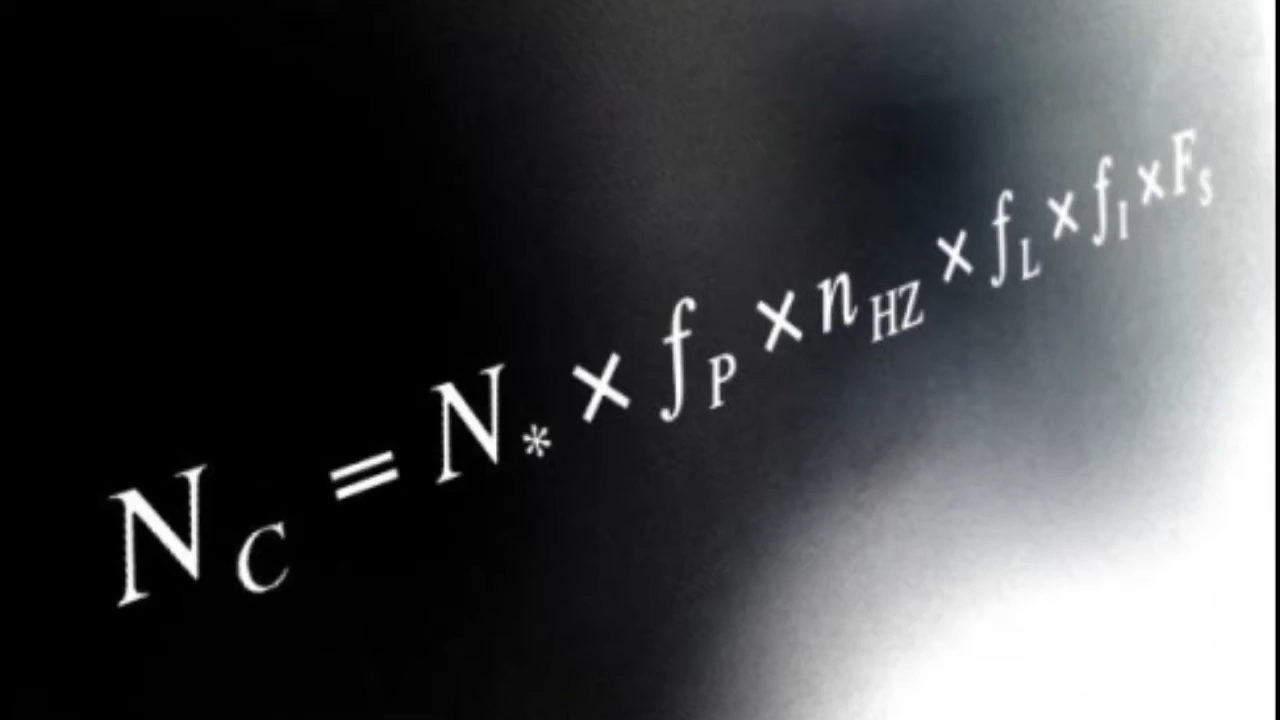 N_C = N_* × f_P × n_HZ × f_L × f_I × F_S